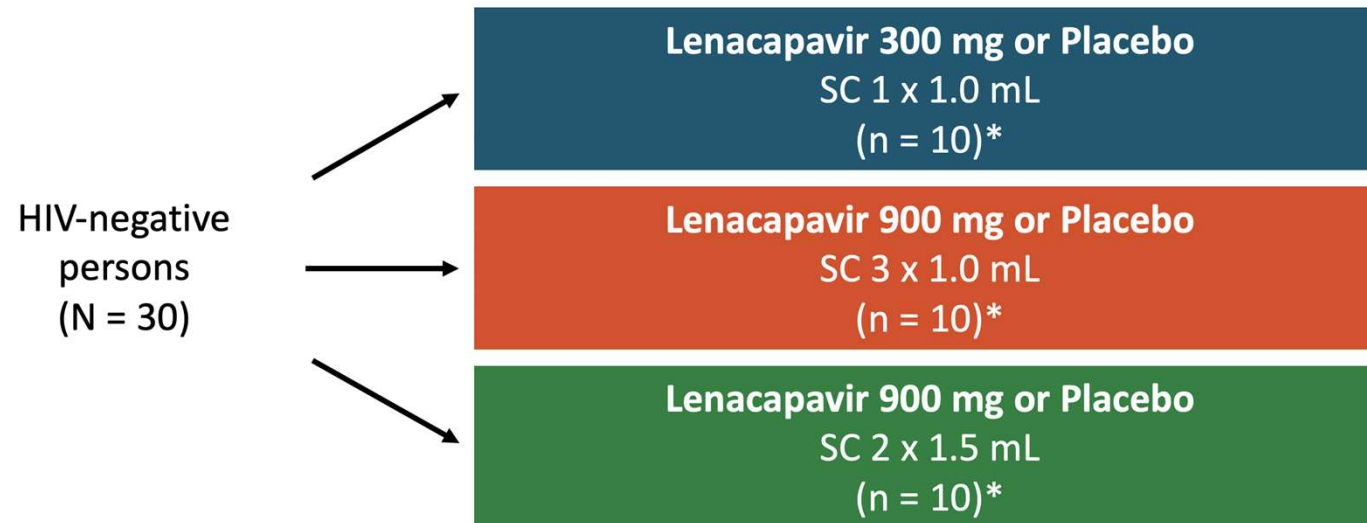 HIV-negative
persons
(N = 30)
Lenacapavir 300 mg or Placebo
SC 1 x 1.0 mL
(n = 10)*
Lenacapavir 900 mg or Placebo
SC 3 x 1.0 mL
(n = 10)*
Lenacapavir 900 mg or Placebo
SC 2 x 1.5 mL
(n = 10)*